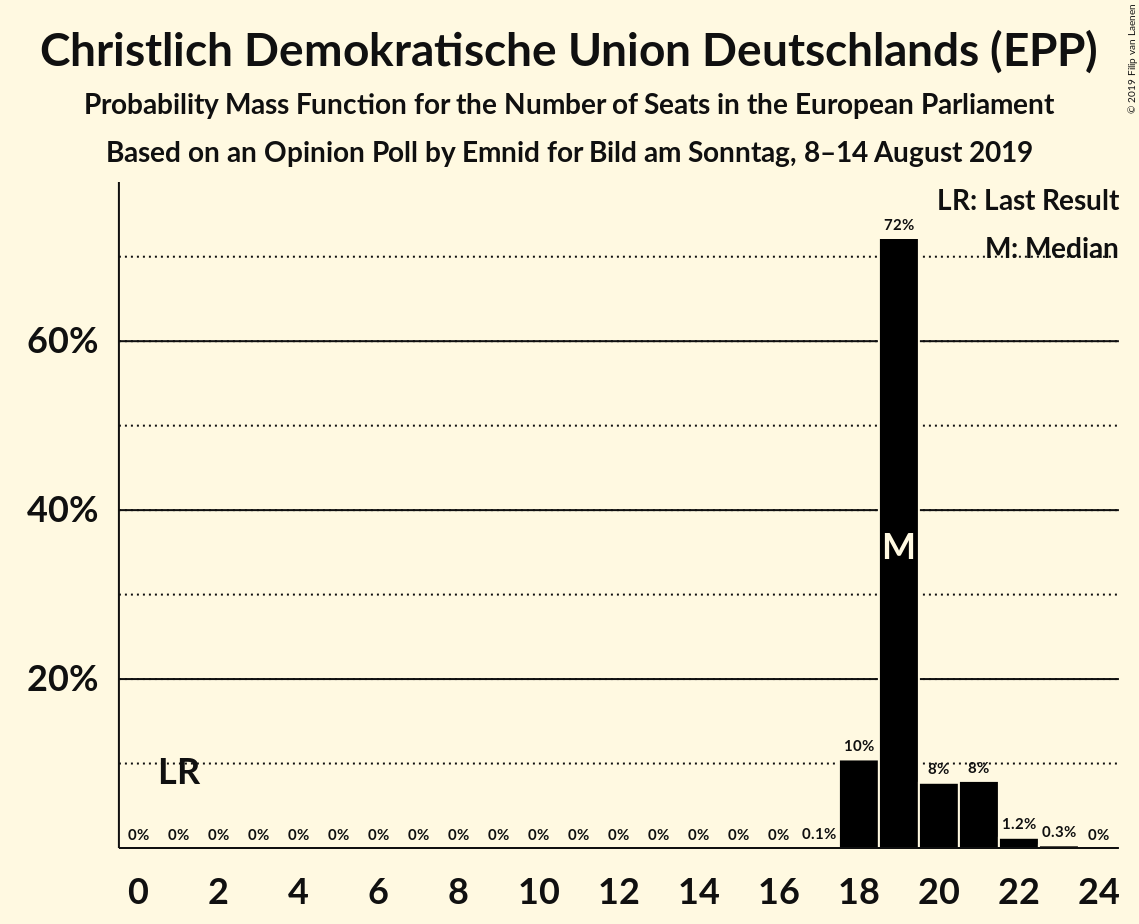 Christlich Demokratische Union Deutschlands (EPP)
Probability Mass Function for the Number of Seats in the European Parliament
Based on an Opinion Poll by Emnid for Bild am Sonntag, 8–14 August 2019
© 2019 Filip van Laenen
LR: Last Result
M: Median
72%
60%
40%
M
20%
10%
8%
8%
LR
0% 0% 0% 0% 0% 0% 0% 0% 0% 0% 0% 0% 0% 0% 0% 0% 0% 0.1% 1.2% 0.3% 0%
0 2 4 6 8 10 12 14 16 18 20 22 24